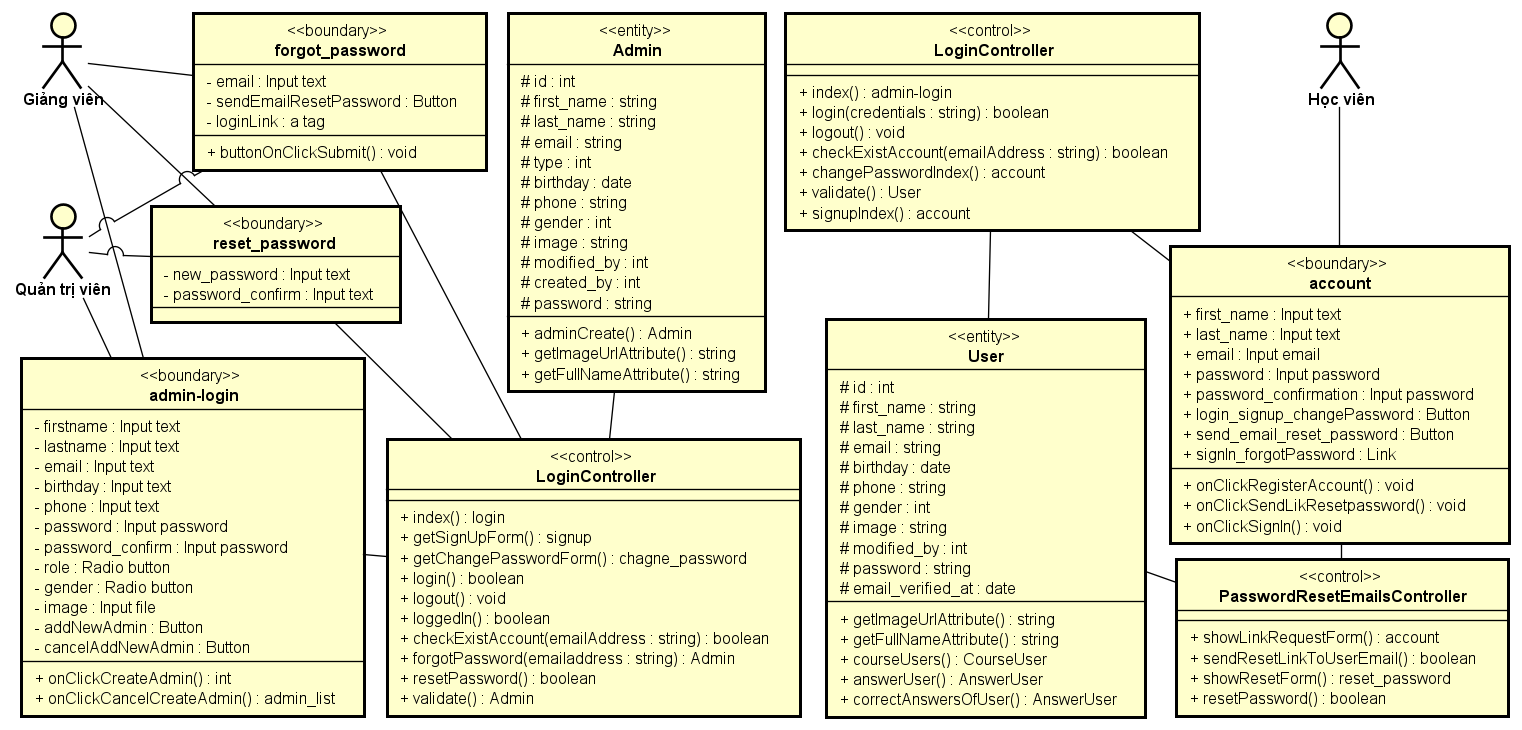 Giảng viên
Quản trị viên
<<boundary>>
forgot_password
- email : Input text
- sendEmailResetPassword : Button
- loginLink : a tag
+ buttonOnClickSubmit() : void
<<boundary>>
reset_password
- new_password : Input text
- password_confirm : Input text
<<boundary>>
admin-login
- firstname : Input text
- lastname : Input text
- email : Input text
- birthday : Input text
- phone : Input text
- password : Input password
- password_confirm : Input password
- role : Radio button
- gender : Radio button
- image : Input file
- addNewAdmin : Button
- cancelAddNewAdmin : Button
+ onClickCreateAdmin() : int
+ onClickCancelCreateAdmin() : admin_list
<<entity>>
Admin
# id : int
# first_name : string
# last_name : string
# email : string
# type : int
# birthday : date
# phone : string
# gender : int
# image : string
# modified_by : int
# created_by : int
# password : string
+ adminCreate() : Admin
+ getImageUrlAttribute() : string
+ getFullNameAttribute() : string
<<control>>
LoginController
+ index() : login
+ getSignUpForm() : signup
+ getChangePasswordForm() : chagne_password
+ login() : boolean
+ logout() : void
+ loggedIn() : boolean
+ checkExistAccount(emailAddress : string) : boolean
+ forgotPassword(emailaddress : string) : Admin
+ resetPassword() : boolean
+ validate() : Admin
<<control>>
LoginController
+ index() : admin-login
+ login(credentials : string) : boolean
+ logout() : void
+ checkExistAccount(emailAddress : string) : boolean
+ changePasswordIndex() : account
+ validate() : User
+ signupIndex() : account
<<entity>>
User
# id : int
# first_name : string
# last_name : string
# email : string
# birthday : date
# phone : string
# gender : int
# image : string
# modified_by : int
# password : string
# email_verified_at : date
+ getImageUrlAttribute() : string
+ getFullNameAttribute() : string
+ courseUsers() : CourseUser
+ answerUser() : AnswerUser
+ correctAnswersOfUser() : AnswerUser
Học viên
<<boundary>>
account
+ first_name : Input text
+ last_name : Input text
+ email : Input email
+ password : Input password
+ password_confirmation : Input password
+ login_signup_changePassword : Button
+ send_email_reset_password : Button
+ signIn_forgotPassword : Link
+ onClickRegisterAccount() : void
+ onClickSendLikResetpassword() : void
+ onClickSignIn() : void
<<control>>
PasswordResetEmailsController
+ showLinkRequestForm() : account
+ sendResetLinkToUserEmail() : boolean
+ showResetForm() : reset_password
+ resetPassword() : boolean